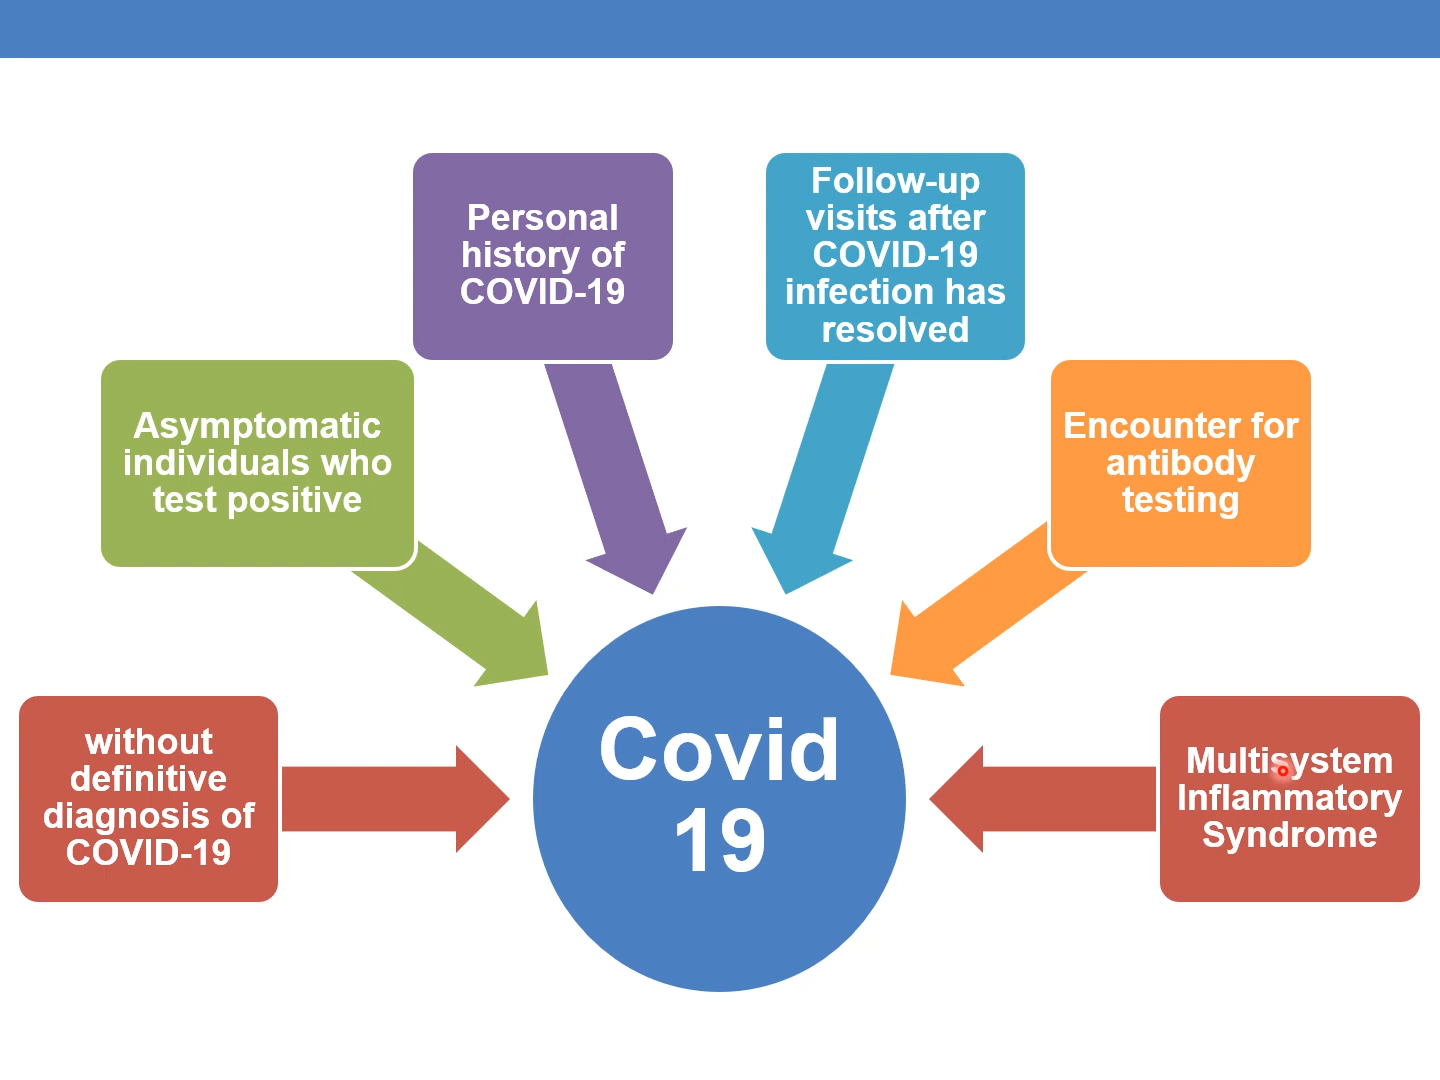 Personal
history of
COVID-19
Follow-up
visits after
COVID-19
infection has
resolved
Asymptomatic
individuals who
test positive
Encounter for
antibody
testing
without
definitive
diagnosis of
COVID-19
Covid
19
Multisystem
Inflammatory
Syndrome